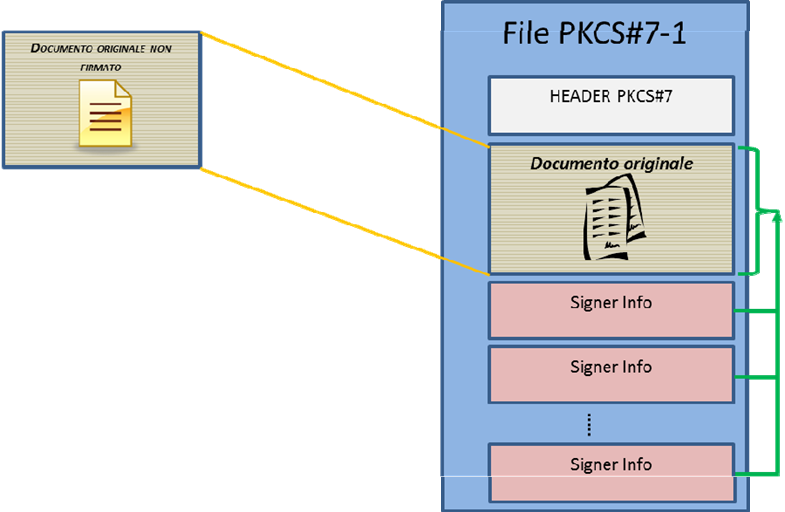 DOCUMENTO ORIGINALE NON
FIRMATO
File PKCS#7-1
HEADER PKCS#7
Documento originale
Signer Info
Signer Info
Signer Info